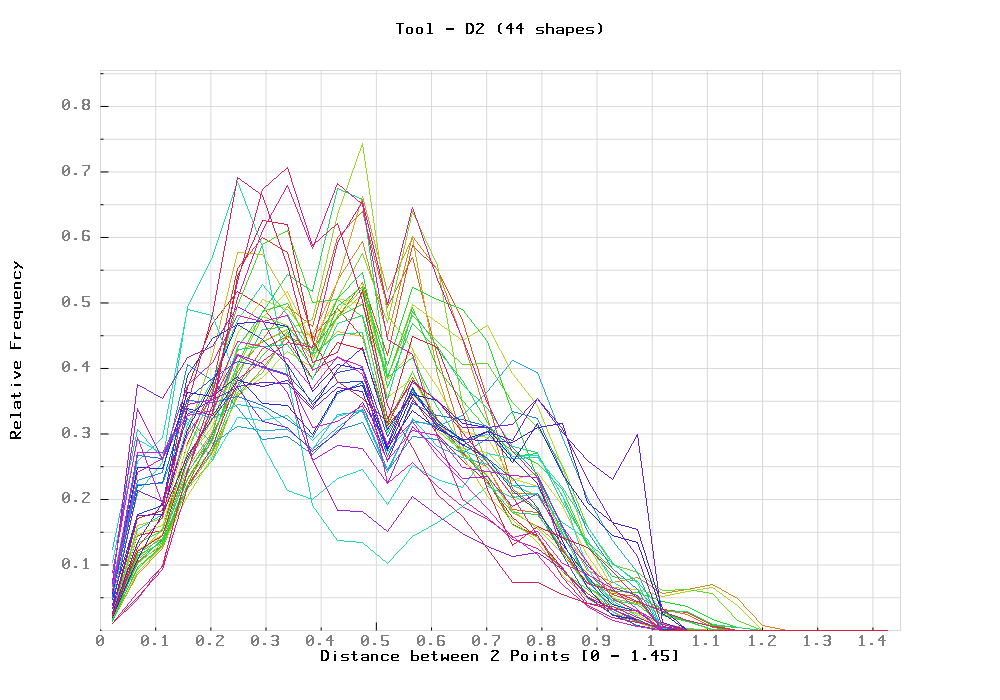 Tool - D2 (44 shapes)
0.8
0.7
0.6
0.5
0.4
0.3
0.2
0.1
Relative Frequency
0 0.1 0.2 0.3 0.4 0.5 0.6 0.7 0.8 0.9 1 1.1 1.2 1.3 1.4
Distance between 2 Points [0 - 1.45]